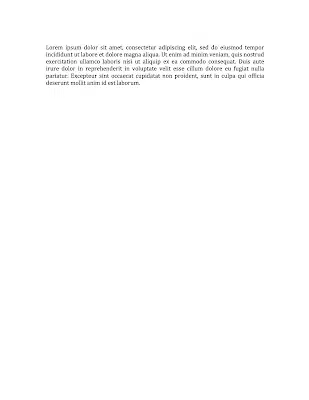 Lorem ipsum dolor sit amet, consectetur adipiscing elit, sed do eiusmod tempor
incididunt ut labore et dolore magna aliqua. Ut enim ad minim veniam, quis nostrud
exercitation ullamco laboris nisi ut aliquip ex ea commodo consequat. Duis aute
irure dolor in reprehenderit in voluptate velit esse cillum dolore eu fugiat nulla
pariatur. Excepteur sint occaecat cupidatat non proident, sunt in culpa qui officia
deserunt mollit anim id est laborum.